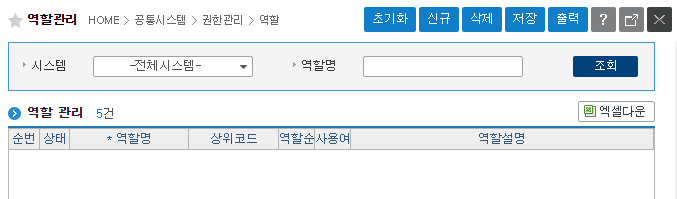 역할관리 HOME > 공통시스템 > 권한관리 > 역할 초기화 신규 삭제 저장 출력 ?
시스템 -전체시스템- 역할명 조회
역할 관리 5건 엑셀다운
순번 상태 * 역할명 상위코드 역할순 사용여 역할설명